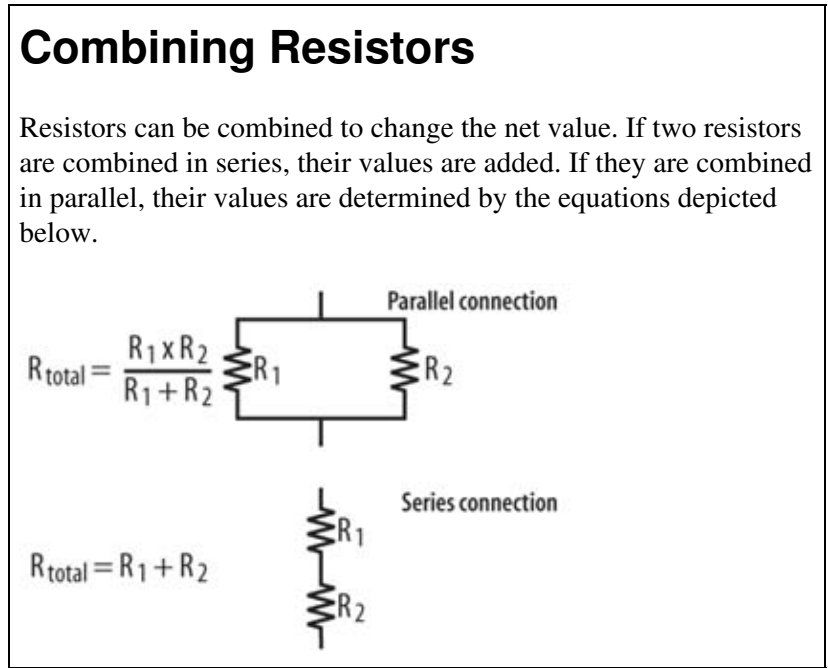 Combining Resistors
Resistors can be combined to change the net value. If two resistors
are combined in series, their values are added. If they are combined
in parallel, their values are determined by the equations depicted
below.
Parallel connection
R total = R1 x R2 / R1 + R2
R1
R2
Series connection
R1
R total = R1 + R2
R2